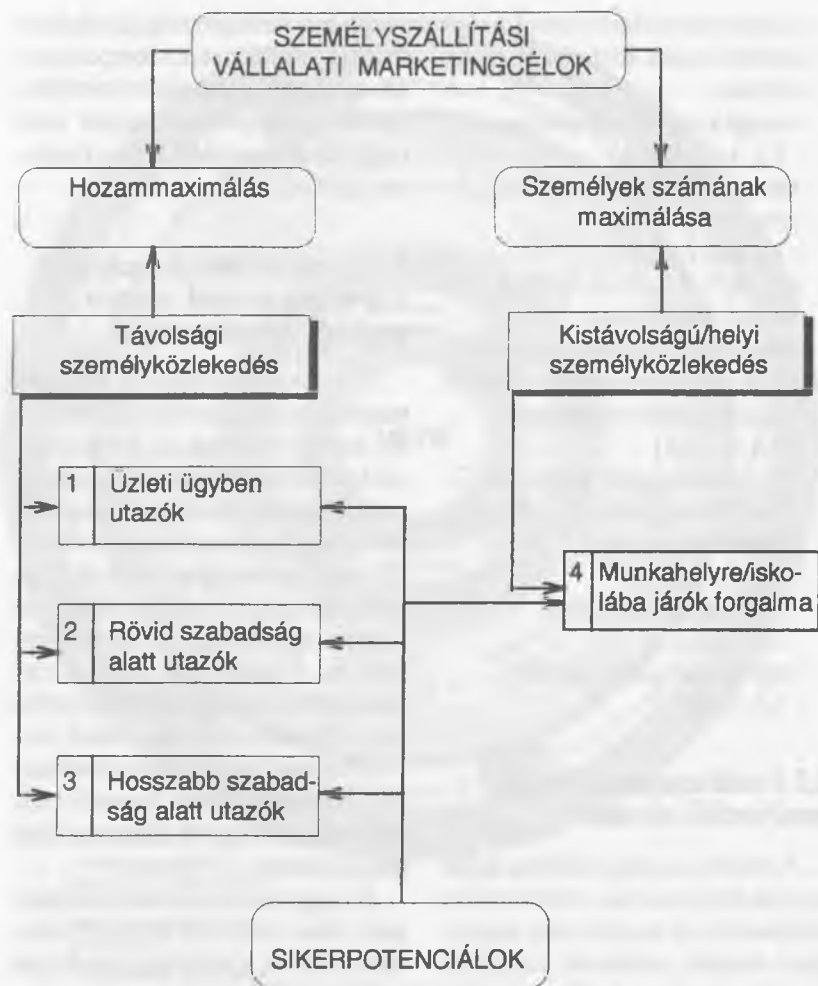 SZEMÉLYSZÁLLÍTÁSI
VÁLLALATI MARKETINGCÉLOK
Hozammaximálás
Személyek számának
maximálása
Távolsági
személyközlekedés
Kistávolságú/helyi
személyközlekedés
1 Üzleti ügyben
utazók
4 Munkahelyre/isko-
lába járók forgalma
2 Rövid szabadság
alatt utazók
3 Hosszabb szabad-
ság alatt utazók
SIKERPOTENCIÁLOK